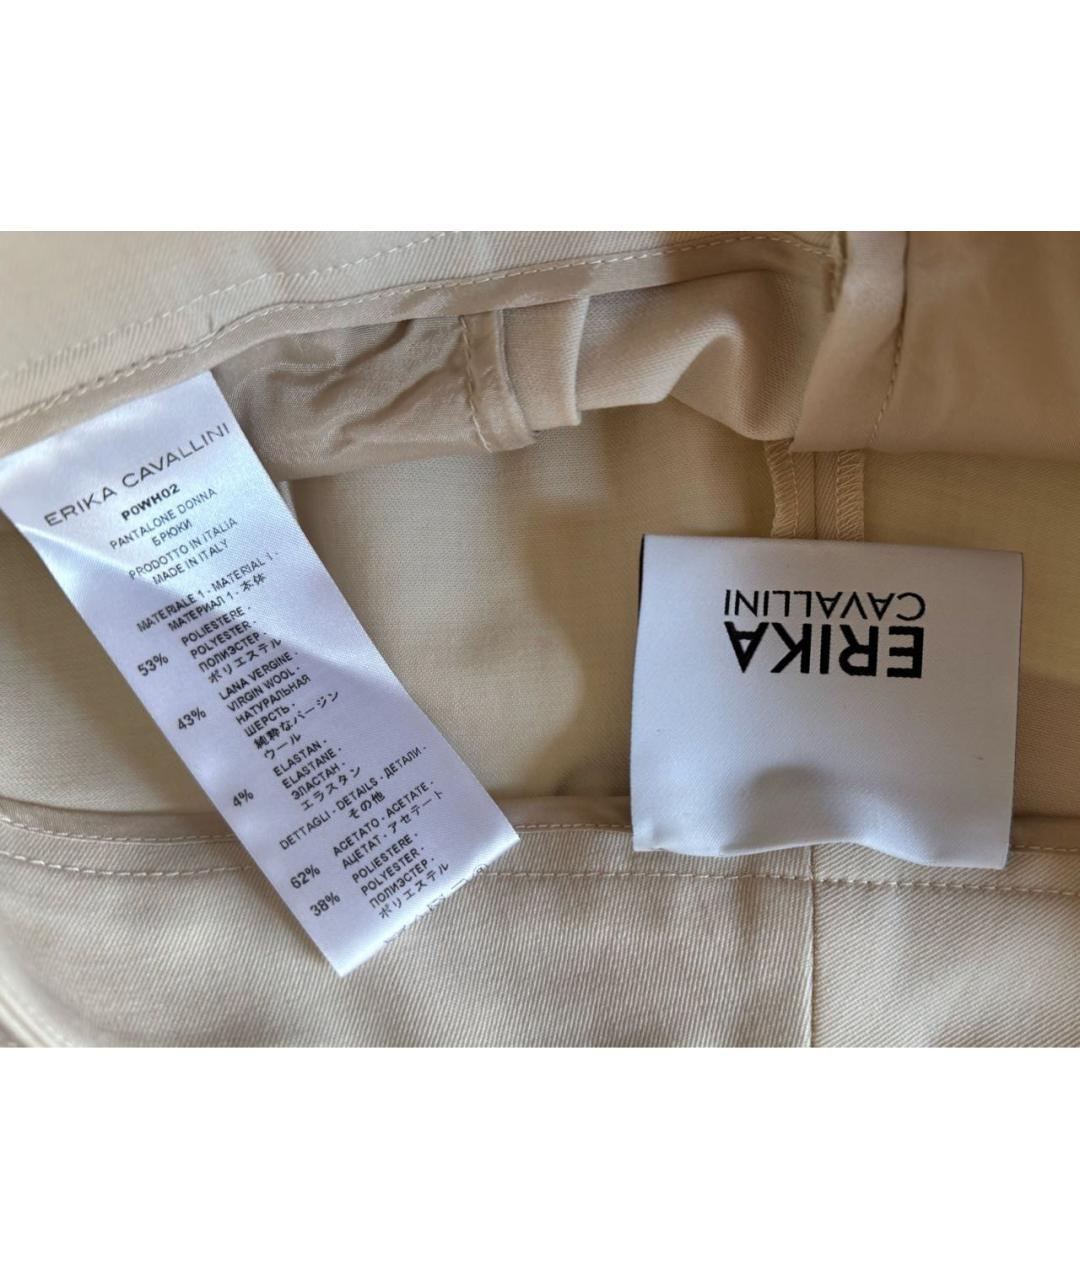 ERIKA CAVALLINI
P0WH02
PANTALONE DONNA
БРЮКИ
PRODOTTO IN ITALIA
MADE IN ITALY
MATERIALE 1 - MATERIAL 1 -
МАТЕРИАЛ 1 - 本体
53% POLIESTERE -
POLYESTER -
ПОЛИЭСТЕР -
ポリエステル
43% LANA VERGINE -
VIRGIN WOOL -
НАТУРАЛЬНАЯ
ШЕРСТЬ -
純粋なバージン
ウール
4% ELASTAN -
ELASTANE -
ЭЛАСТАН -
エラスタン
DETTAGLI - DETAILS - ДЕТАЛИ -
その他
62% ACETATO - ACETATE -
АЦЕТАТ - アセテート
38% POLIESTERE -
POLYESTER -
ПОЛИЭСТЕР -
ポリエステル
ERIKA
CAVALLINI